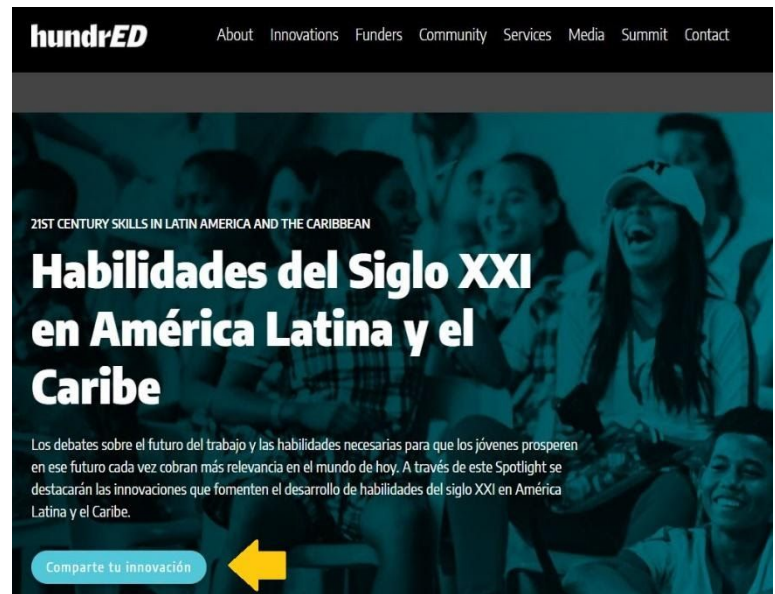 hundrED
About Innovations Funders Community Services Media Summit Contact
21ST CENTURY SKILLS IN LATIN AMERICA AND THE CARIBBEAN
Habilidades del Siglo XXI
en América Latina y el
Caribe
Los debates sobre el futuro del trabajo y las habilidades necesarias para que los jóvenes prosperen
en ese futuro cada vez cobran más relevancia en el mundo de hoy. A través de este Spotlight se
destacarán las innovaciones que fomenten el desarrollo de habilidades del siglo XXI en América
Latina y el Caribe.
Comparte tu innovación